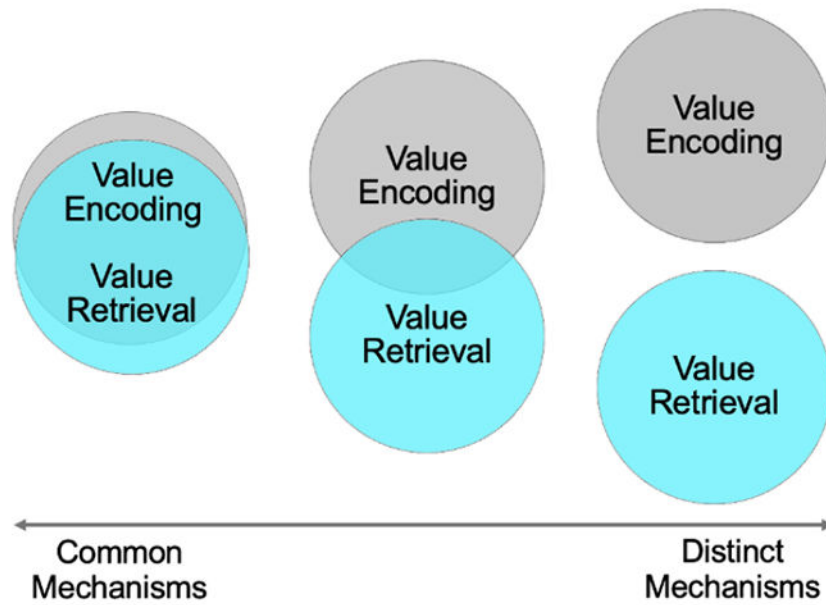 Value
Encoding
Value
Retrieval
Value
Encoding
Value
Retrieval
Value
Encoding
Value
Retrieval
Common
Mechanisms
Distinct
Mechanisms